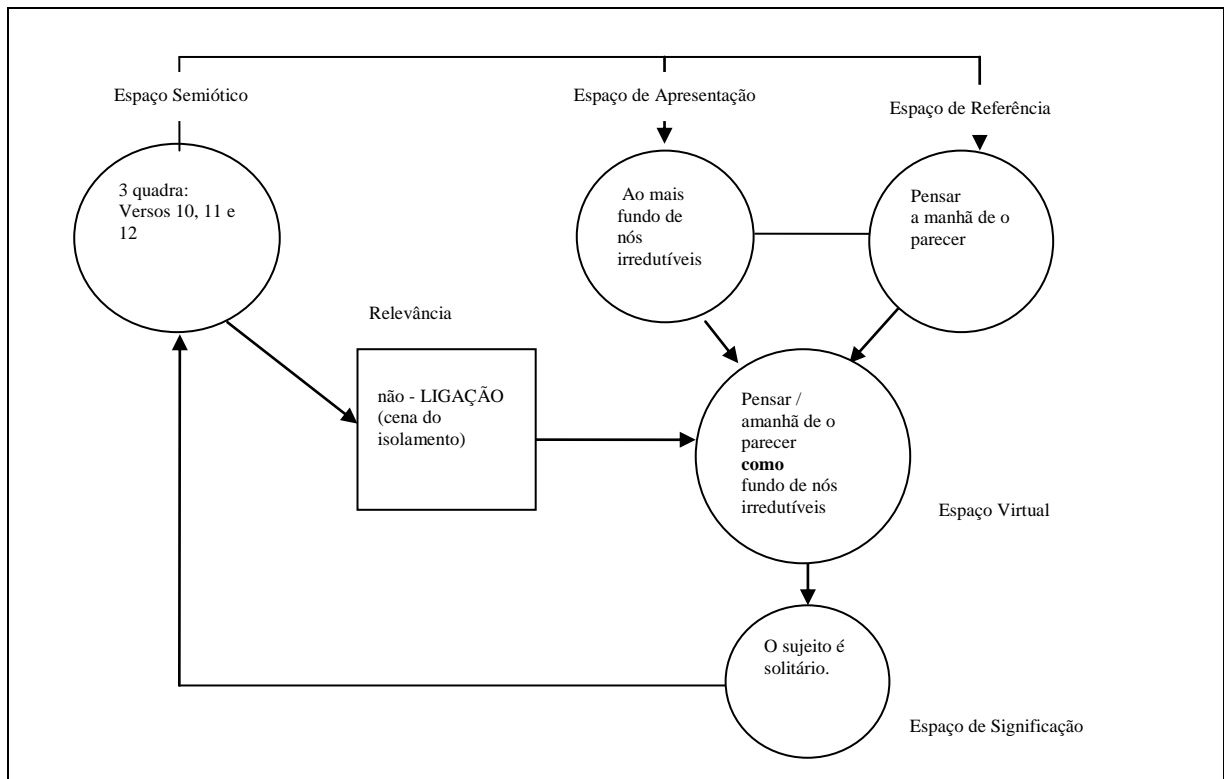 Espaço Semiótico
Espaço de Apresentação
Espaço de Referência
3 quadra:
Versos 10, 11 e
12
Ao mais
fundo de
nós
irredutíveis
Pensar
a manhã de o
parecer
Relevância
não - LIGAÇÃO
(cena do
isolamento)
Pensar /
amanhã de o
parecer
como
fundo de nós
irredutíveis
Espaço Virtual
O sujeito é
solitário.
Espaço de Significação